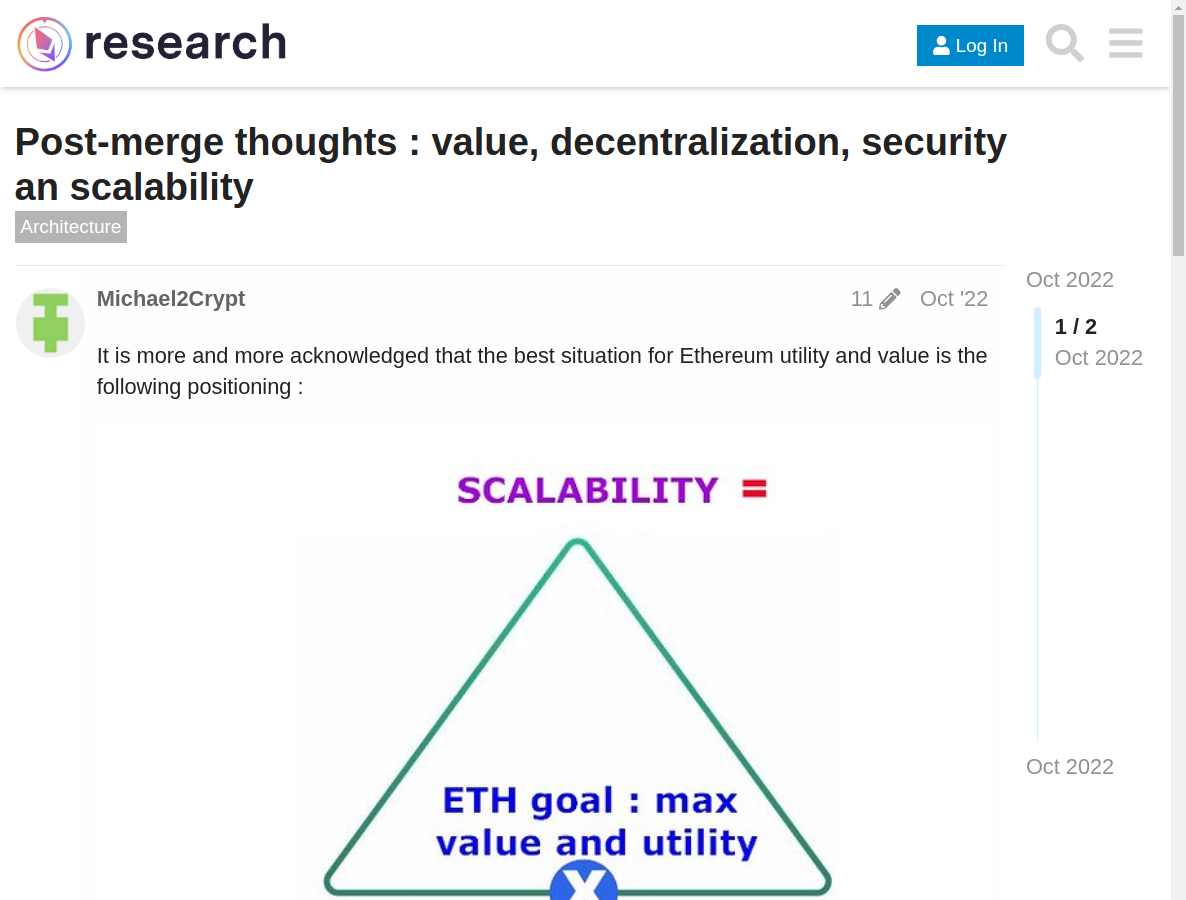 research
Log In
Post-merge thoughts : value, decentralization, security
an scalability
Architecture
Michael2Crypt
11
Oct '22
It is more and more acknowledged that the best situation for Ethereum utility and value is the
following positioning :
SCALABILITY =
ETH goal : max
value and utility
X
Oct 2022
1 / 2
Oct 2022
Oct 2022